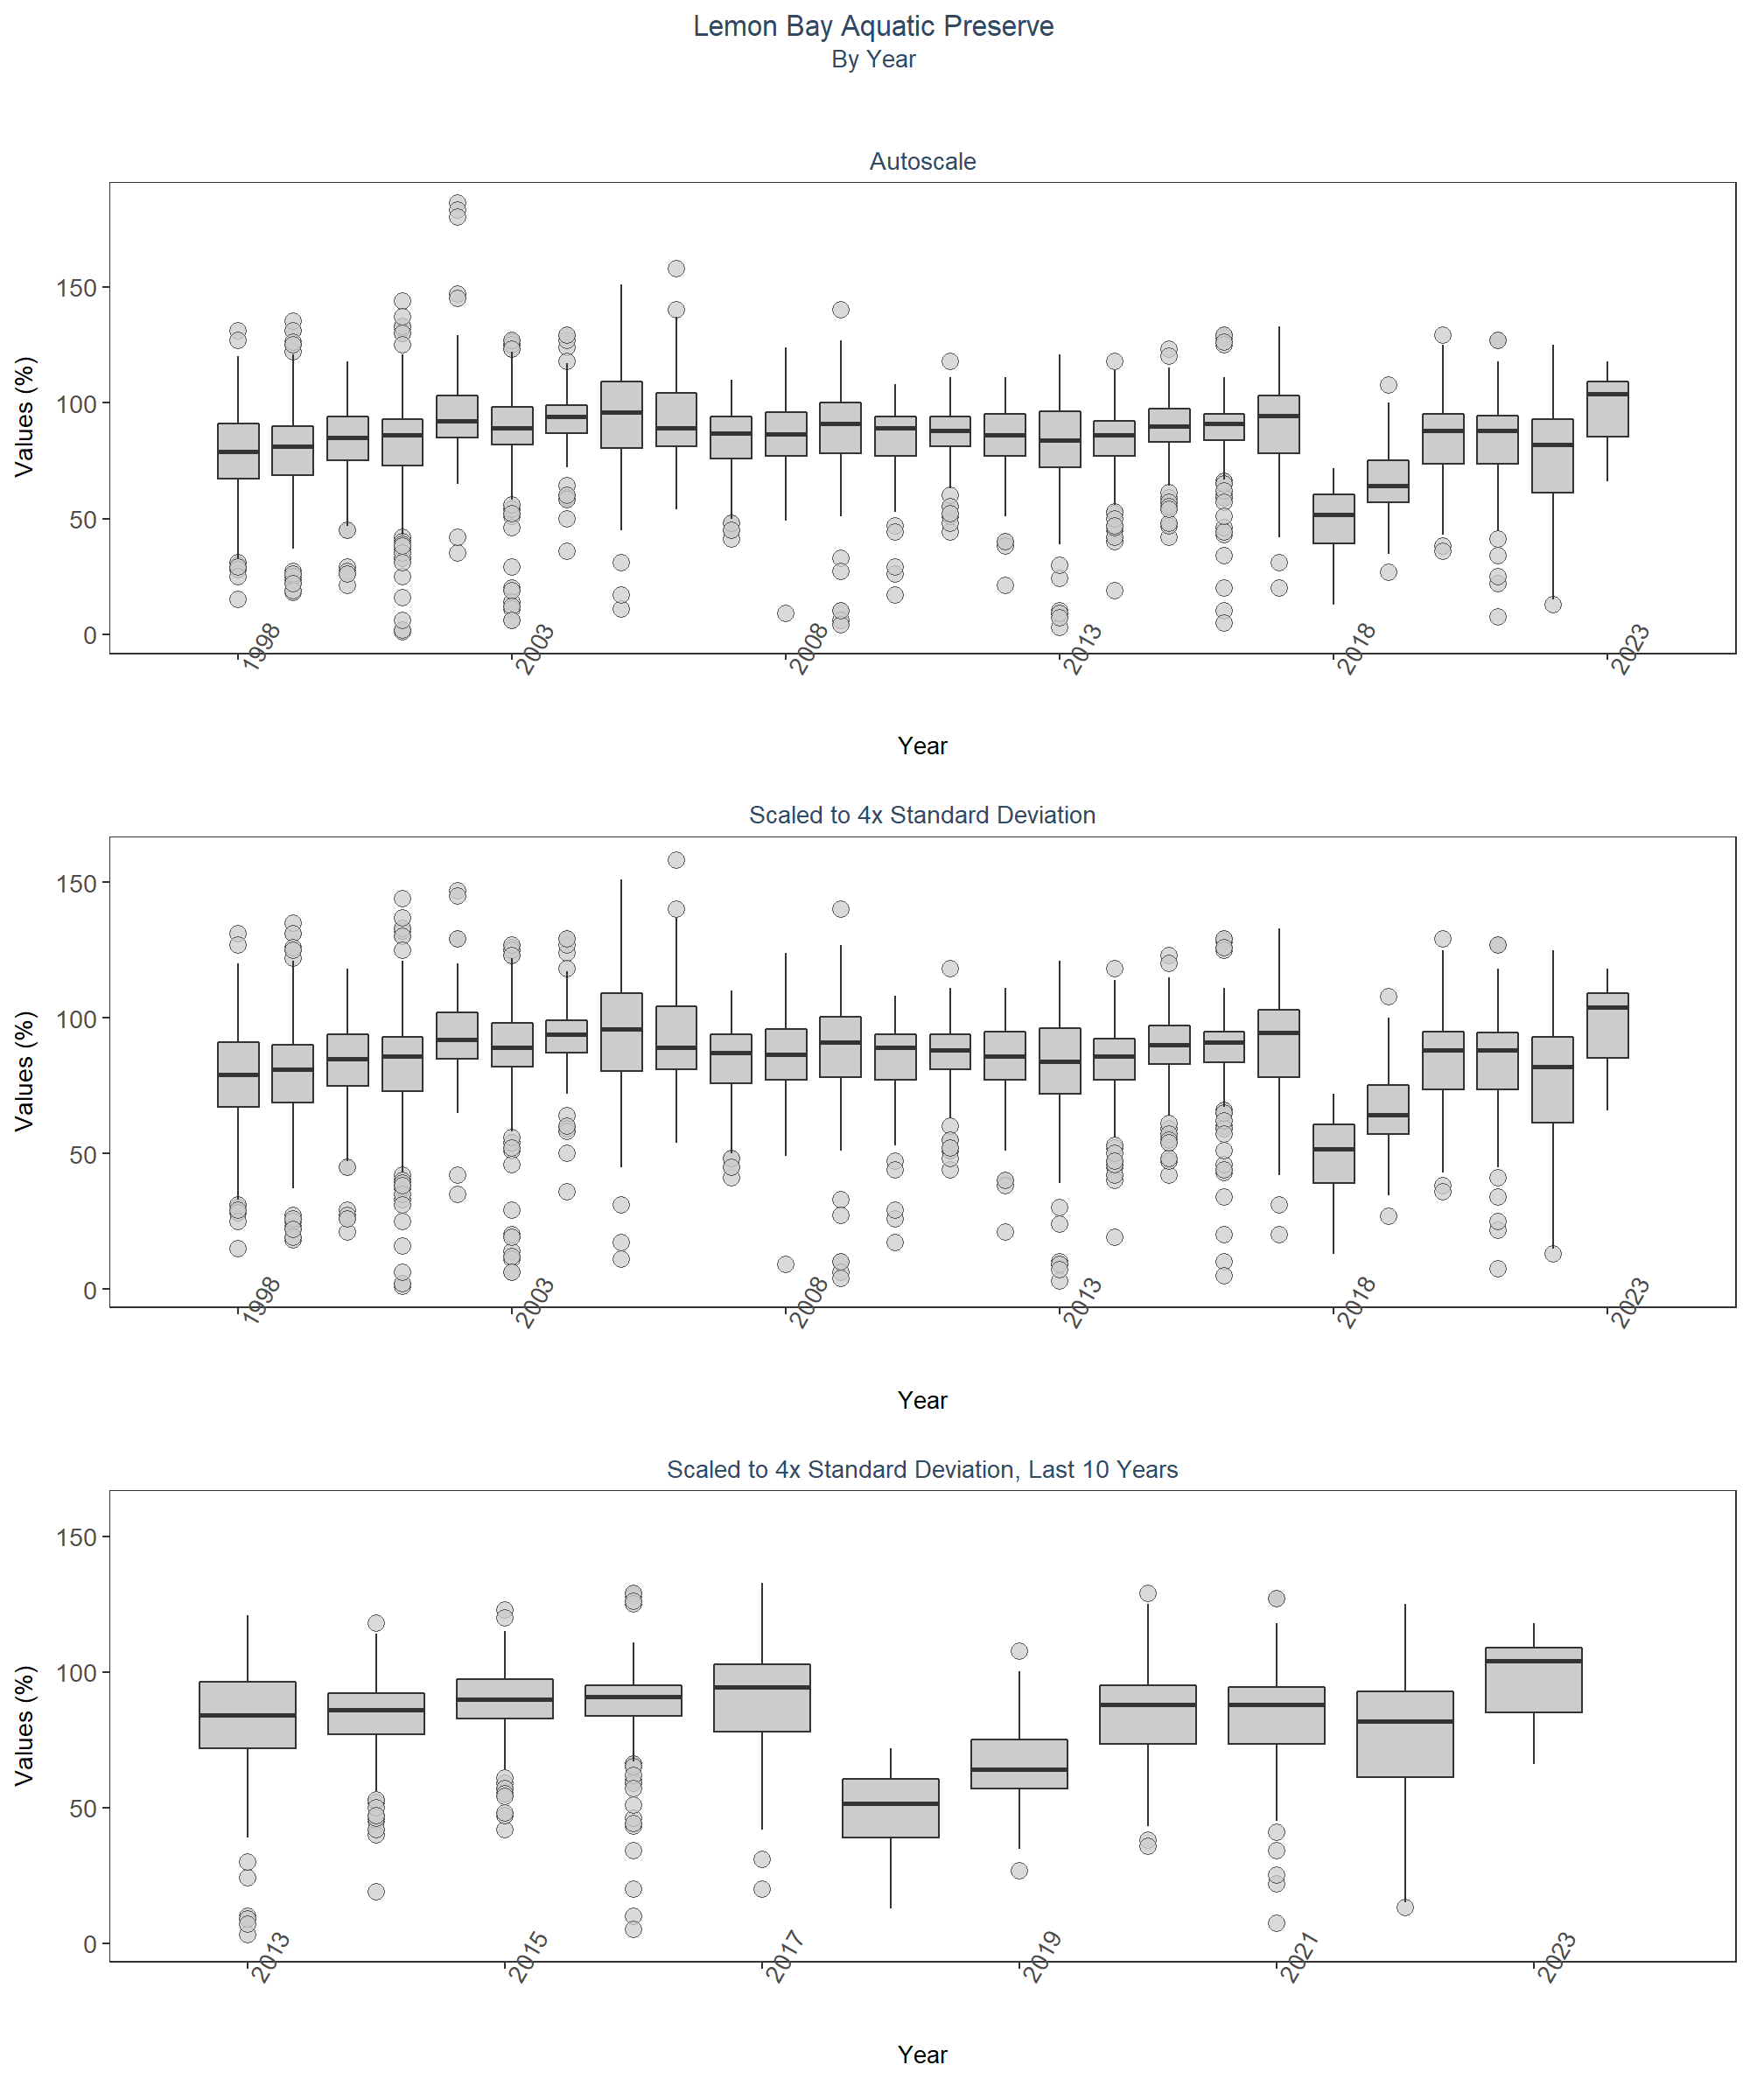 Lemon Bay Aquatic Preserve
By Year
Autoscale
Values (%)
150
100
50
0
1998 2003 2008 2013 2018 2023
Year
Scaled to 4x Standard Deviation
Values (%)
150
100
50
0
1998 2003 2008 2013 2018 2023
Year
Scaled to 4x Standard Deviation, Last 10 Years
Values (%)
150
100
50
0
2013 2015 2017 2019 2021 2023
Year